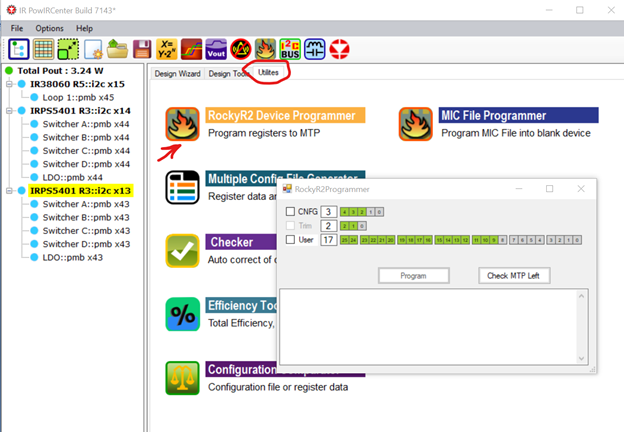 IR PowIRCenter Build 7143*
File Options Help
X=
Y·2ⁿ
Vout
I2C
BUS
Total Pout : 3.24 W
IR38060 R5::i2c x15
Loop 1::pmb x45
IRPS5401 R3::i2c x14
Switcher A::pmb x44
Switcher B::pmb x44
Switcher C::pmb x44
Switcher D::pmb x44
LDO::pmb x44
IRPS5401 R3::i2c x13
Switcher A::pmb x43
Switcher B::pmb x43
Switcher C::pmb x43
Switcher D::pmb x43
LDO::pmb x43
Design Wizard Design Tools Utilites
RockyR2 Device Programmer
Program registers to MTP
MIC File Programmer
Program MIC File into blank device
Multiple Config File Generator
Register data an
Checker
Auto correct of c
%
Efficiency Too
Total Efficiency,
Configuration
Configuration file or register data
RockyR2Programmer
CNFG 3 4 3 2 1 0
Trim 2 2 1 0
User 17 25 24 23 22 21 20 19 18 17 16 15 14 13 12 11 10 9 8 7 6 5 4 3 2 1 0
Program Check MTP Left